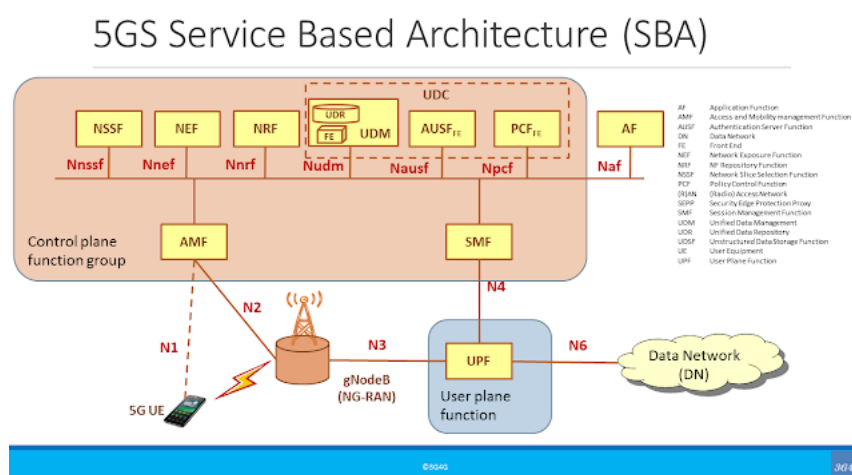 5GS Service Based Architecture (SBA)
UDC
UDR
FE
UDM
NSSF
NEF
NRF
AUSF FE
PCF FE
AF
Nnssf
Nnef
Nnrf
Nudm
Nausf
Npcf
Naf
Control plane
function group
AMF
SMF
N1
N2
N3
N4
N6
5G UE
gNodeB
(NG-RAN)
UPF
User plane
function
Data Network
(DN)
AF Application Function
AMF Access and Mobility management Function
AUSF Authentication Server Function
DN Data Network
FE Front End
NEF Network Exposure Function
NRF NF Repository Function
NSSF Network Slice Selection Function
PCF Policy Control Function
(R)AN (Radio) Access Network
SEPP Security Edge Protection Proxy
SMF Session Management Function
UDM Unified Data Management
UDR Unified Data Repository
UDSF Unstructured Data Storage Function
UE User Equipment
UPF User Plane Function
©3G4G
3G4